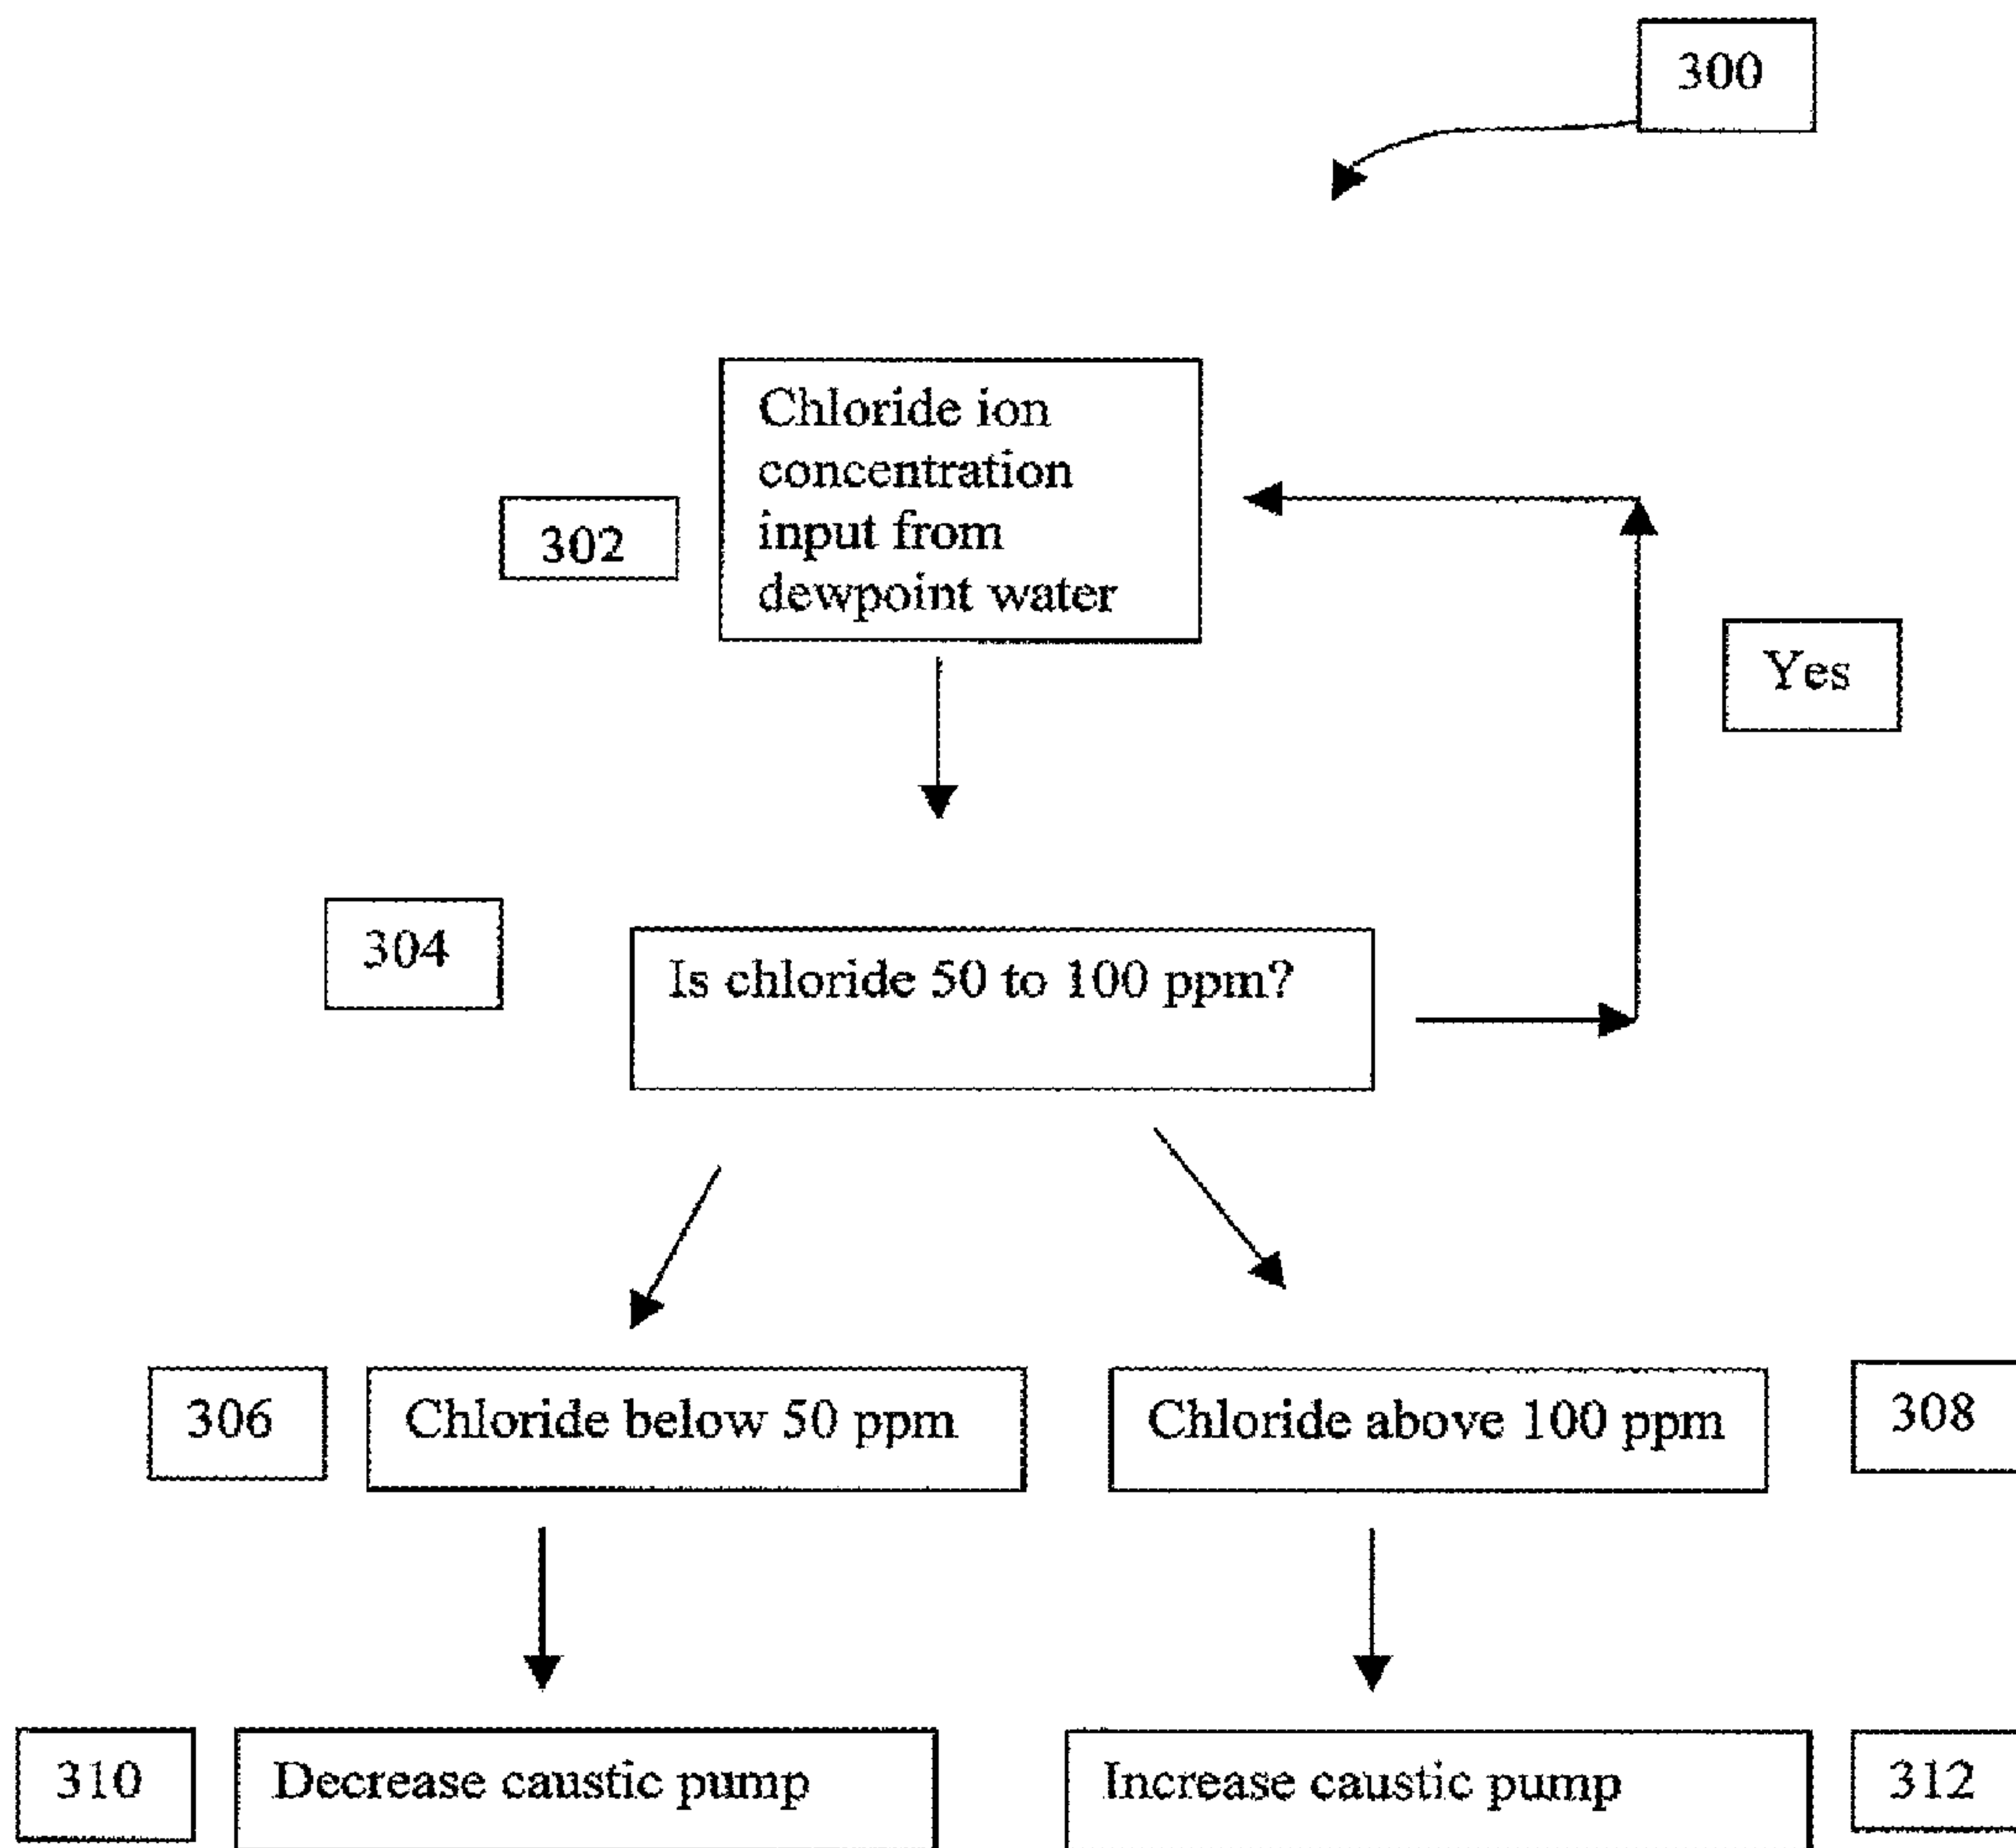 300
Chloride ion
concentration
input from
dewpoint water
302
Yes
304
Is chloride 50 to 100 ppm?
306
Chloride below 50 ppm
Chloride above 100 ppm
308
310
Decrease caustic pump
Increase caustic pump
312